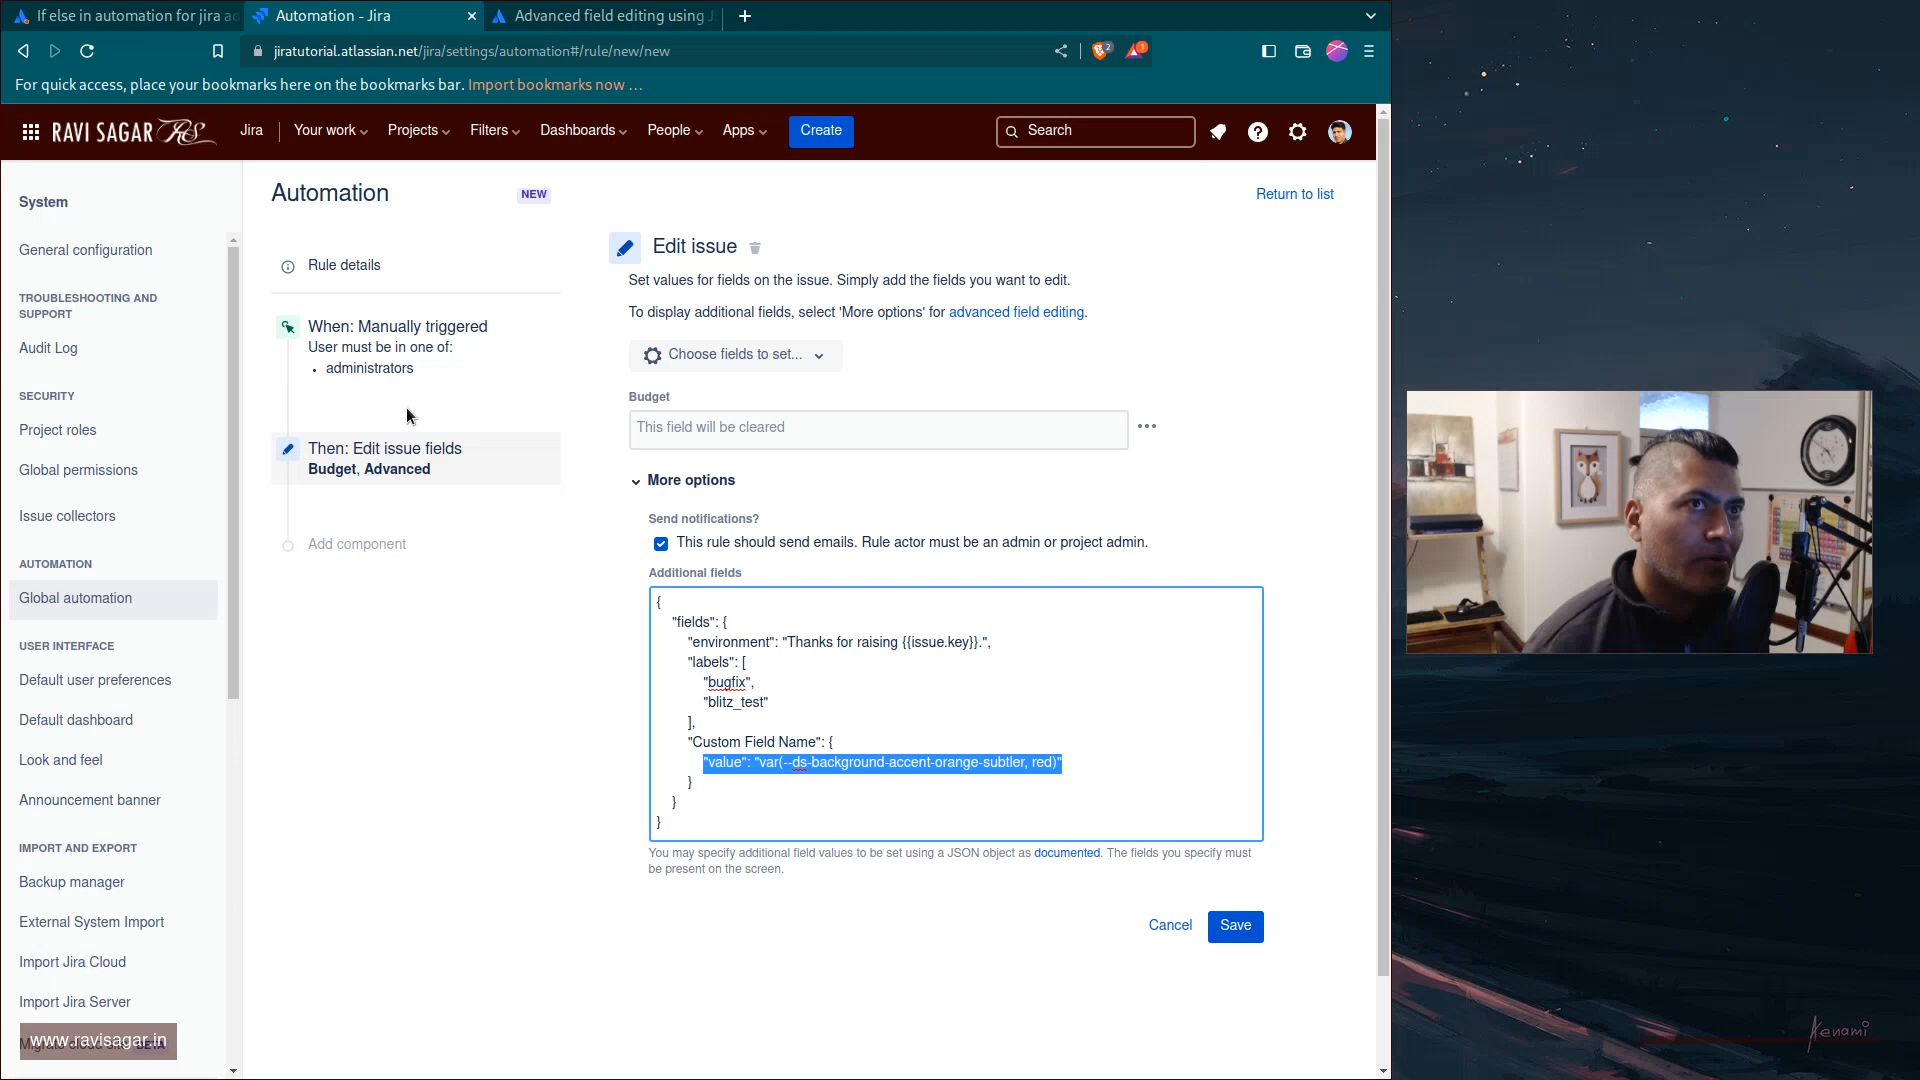 If else in automation for jira ad
Automation - Jira
Advanced field editing using J
jiratutorial.atlassian.net/jira/settings/automation#/rule/new/new
2
1
For quick access, place your bookmarks here on the bookmarks bar. Import bookmarks now …
RAVI SAGAR RS
Jira
Your work
Projects
Filters
Dashboards
People
Apps
Create
Search
System
General configuration
TROUBLESHOOTING AND
SUPPORT
Audit Log
SECURITY
Project roles
Global permissions
Issue collectors
AUTOMATION
Global automation
USER INTERFACE
Default user preferences
Default dashboard
Look and feel
Announcement banner
IMPORT AND EXPORT
Backup manager
External System Import
Import Jira Cloud
Import Jira Server
www.ravisagar.in
BETA
Automation
NEW
Return to list
Rule details
When: Manually triggered
User must be in one of:
• administrators
Then: Edit issue fields
Budget, Advanced
Add component
Edit issue
Set values for fields on the issue. Simply add the fields you want to edit.
To display additional fields, select 'More options' for advanced field editing.
Choose fields to set...
Budget
This field will be cleared
More options
Send notifications?
This rule should send emails. Rule actor must be an admin or project admin.
Additional fields
{
"fields": {
"environment": "Thanks for raising {{issue.key}}.",
"labels": [
"bugfix",
"blitz_test"
],
"Custom Field Name": {
"value": "var(--ds-background-accent-orange-subtler, red)"
}
}
}
You may specify additional field values to be set using a JSON object as documented. The fields you specify must
be present on the screen.
Cancel
Save
Kenami